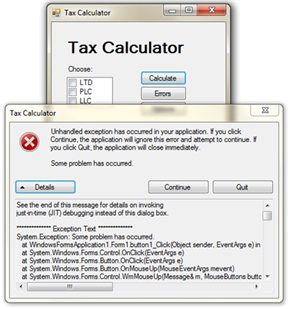 Tax Calculator
Tax Calculator
Choose:
LTD
PLC
LLC
Calculate
Errors
Tax Calculator
Unhandled exception has occurred in your application. If you click
Continue, the application will ignore this error and attempt to continue. If
you click Quit, the application will close immediately.
Some problem has occurred.
Details
Continue
Quit
See the end of this message for details on invoking
just-in-time (JIT) debugging instead of this dialog box.
************** Exception Text **************
System.Exception: Some problem has occurred.
at WindowsFormsApplication1.Form1.button1_Click(Object sender, EventArgs e) in
at System.Windows.Forms.Control.OnClick(EventArgs e)
at System.Windows.Forms.Button.OnClick(EventArgs e)
at System.Windows.Forms.Button.OnMouseUp(MouseEventArgs mevent)
at System.Windows.Forms.Control.WmMouseUp(Message& m, MouseButtons button